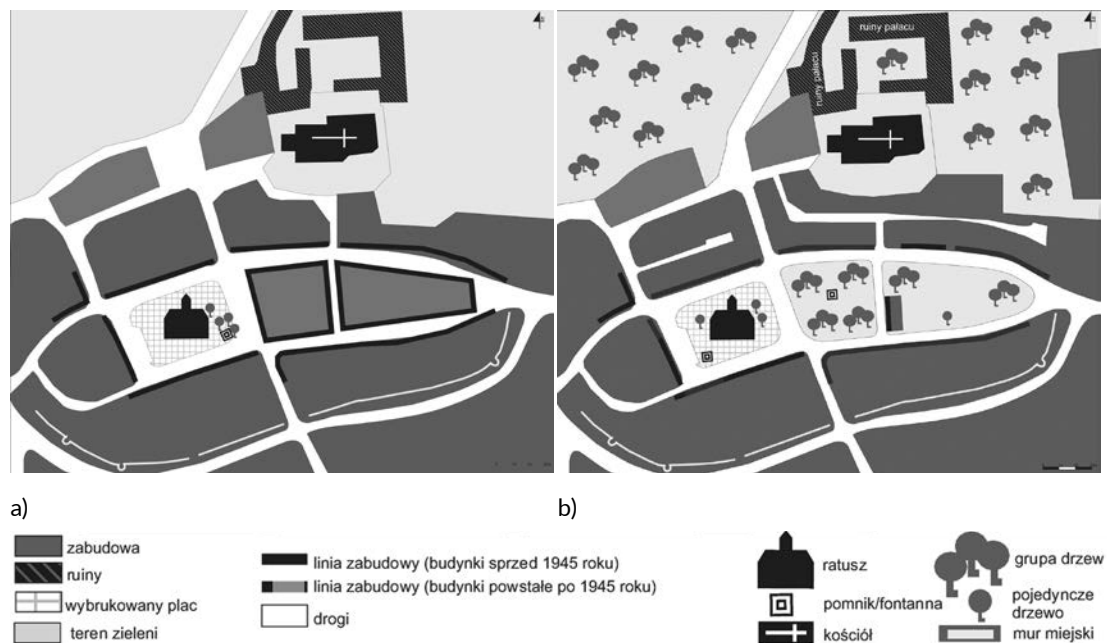 ruiny pałacu
ruiny pałacu
a)
b)
zabudowa
ruiny
wybrukowany plac
teren zieleni
linia zabudowy (budynki sprzed 1945 roku)
linia zabudowy (budynki powstałe po 1945 roku)
drogi
ratusz
pomnik/fontanna
kościół
grupa drzew
pojedyncze
drzewo
mur miejski